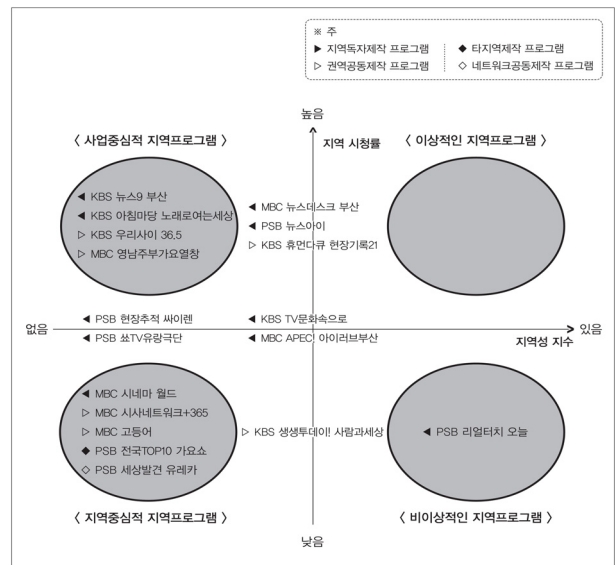 ※ 주
▶ 지역독자제작 프로그램 ◆ 타지역제작 프로그램
▷ 권역공동제작 프로그램 ◇ 네트워크공동제작 프로그램
높음
〈 사업중심적 지역프로그램 〉 지역 시청률 〈 이상적인 지역프로그램 〉
◀ KBS 뉴스9 부산
◀ KBS 아침마당 노래로여는세상
▷ KBS 우리사이 36.5
▷ MBC 영남주부가요열창
◀ MBC 뉴스데스크 부산
◀ PSB 뉴스아이
▷ KBS 휴먼다큐 현장기록21
◀ PSB 현장추적 싸이렌 ◀ KBS TV문화속으로
없음 있음
◀ PSB 쑈TV유랑극단 ◀ MBC APEC! 아이러브부산 지역성 지수
◀ MBC 시네마 월드
▷ MBC 시사네트워크+365
▷ MBC 고등어
◆ PSB 전국TOP10 가요쇼
◇ PSB 세상발견 유레카
▷ KBS 생생투데이! 사람과세상
◀ PSB 리얼터치 오늘
〈 지역중심적 지역프로그램 〉 〈 비이상적인 지역프로그램 〉
낮음